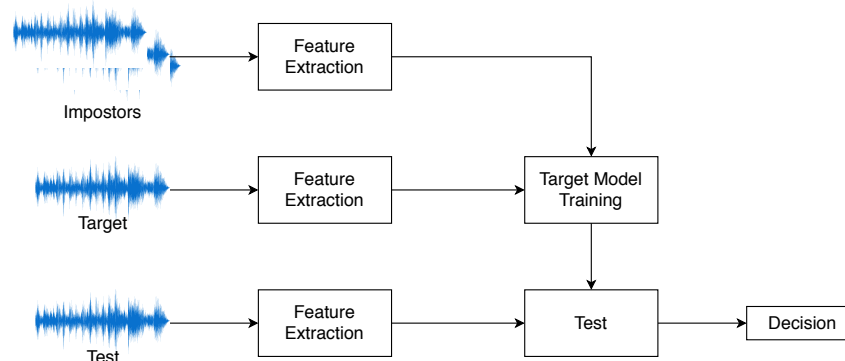 Feature
Extraction
Impostors
Feature
Extraction
Target Model
Training
Target
Feature
Extraction
Test
Decision
Test